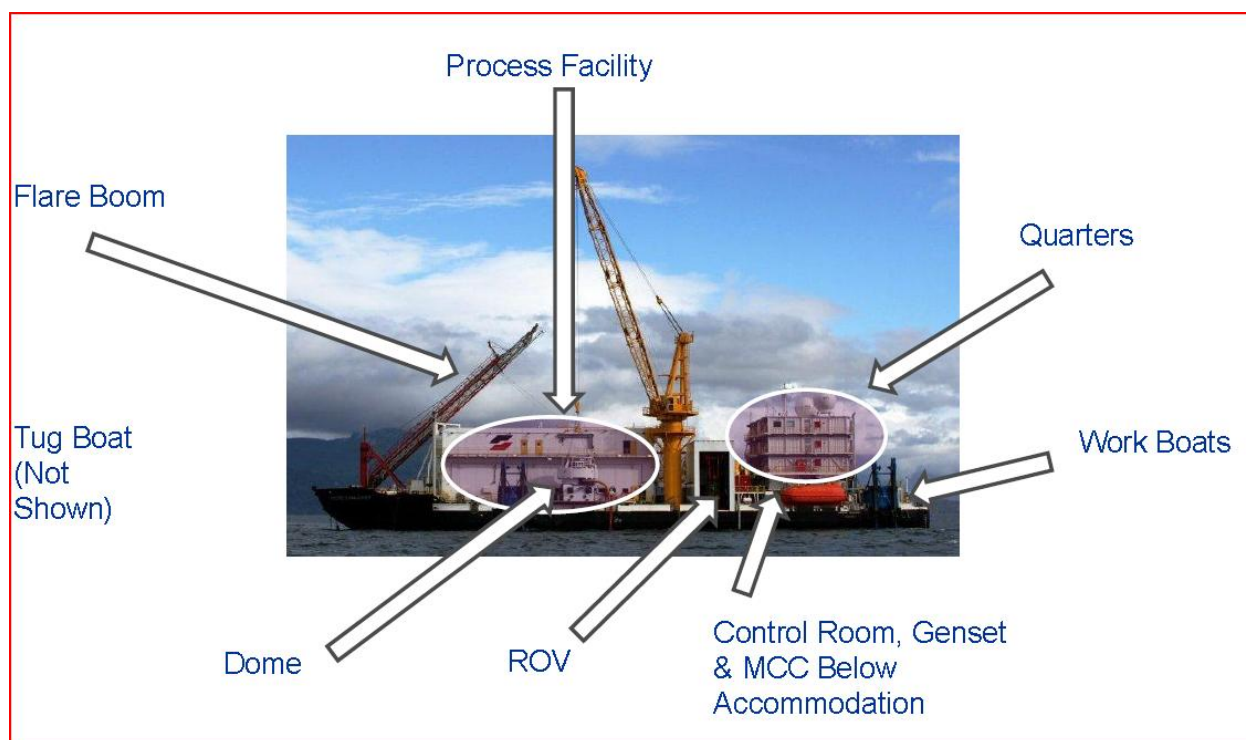 Process Facility
Flare Boom
Quarters
Tug Boat
(Not
Shown)
Work Boats
Dome
ROV
Control Room, Genset
& MCC Below
Accommodation